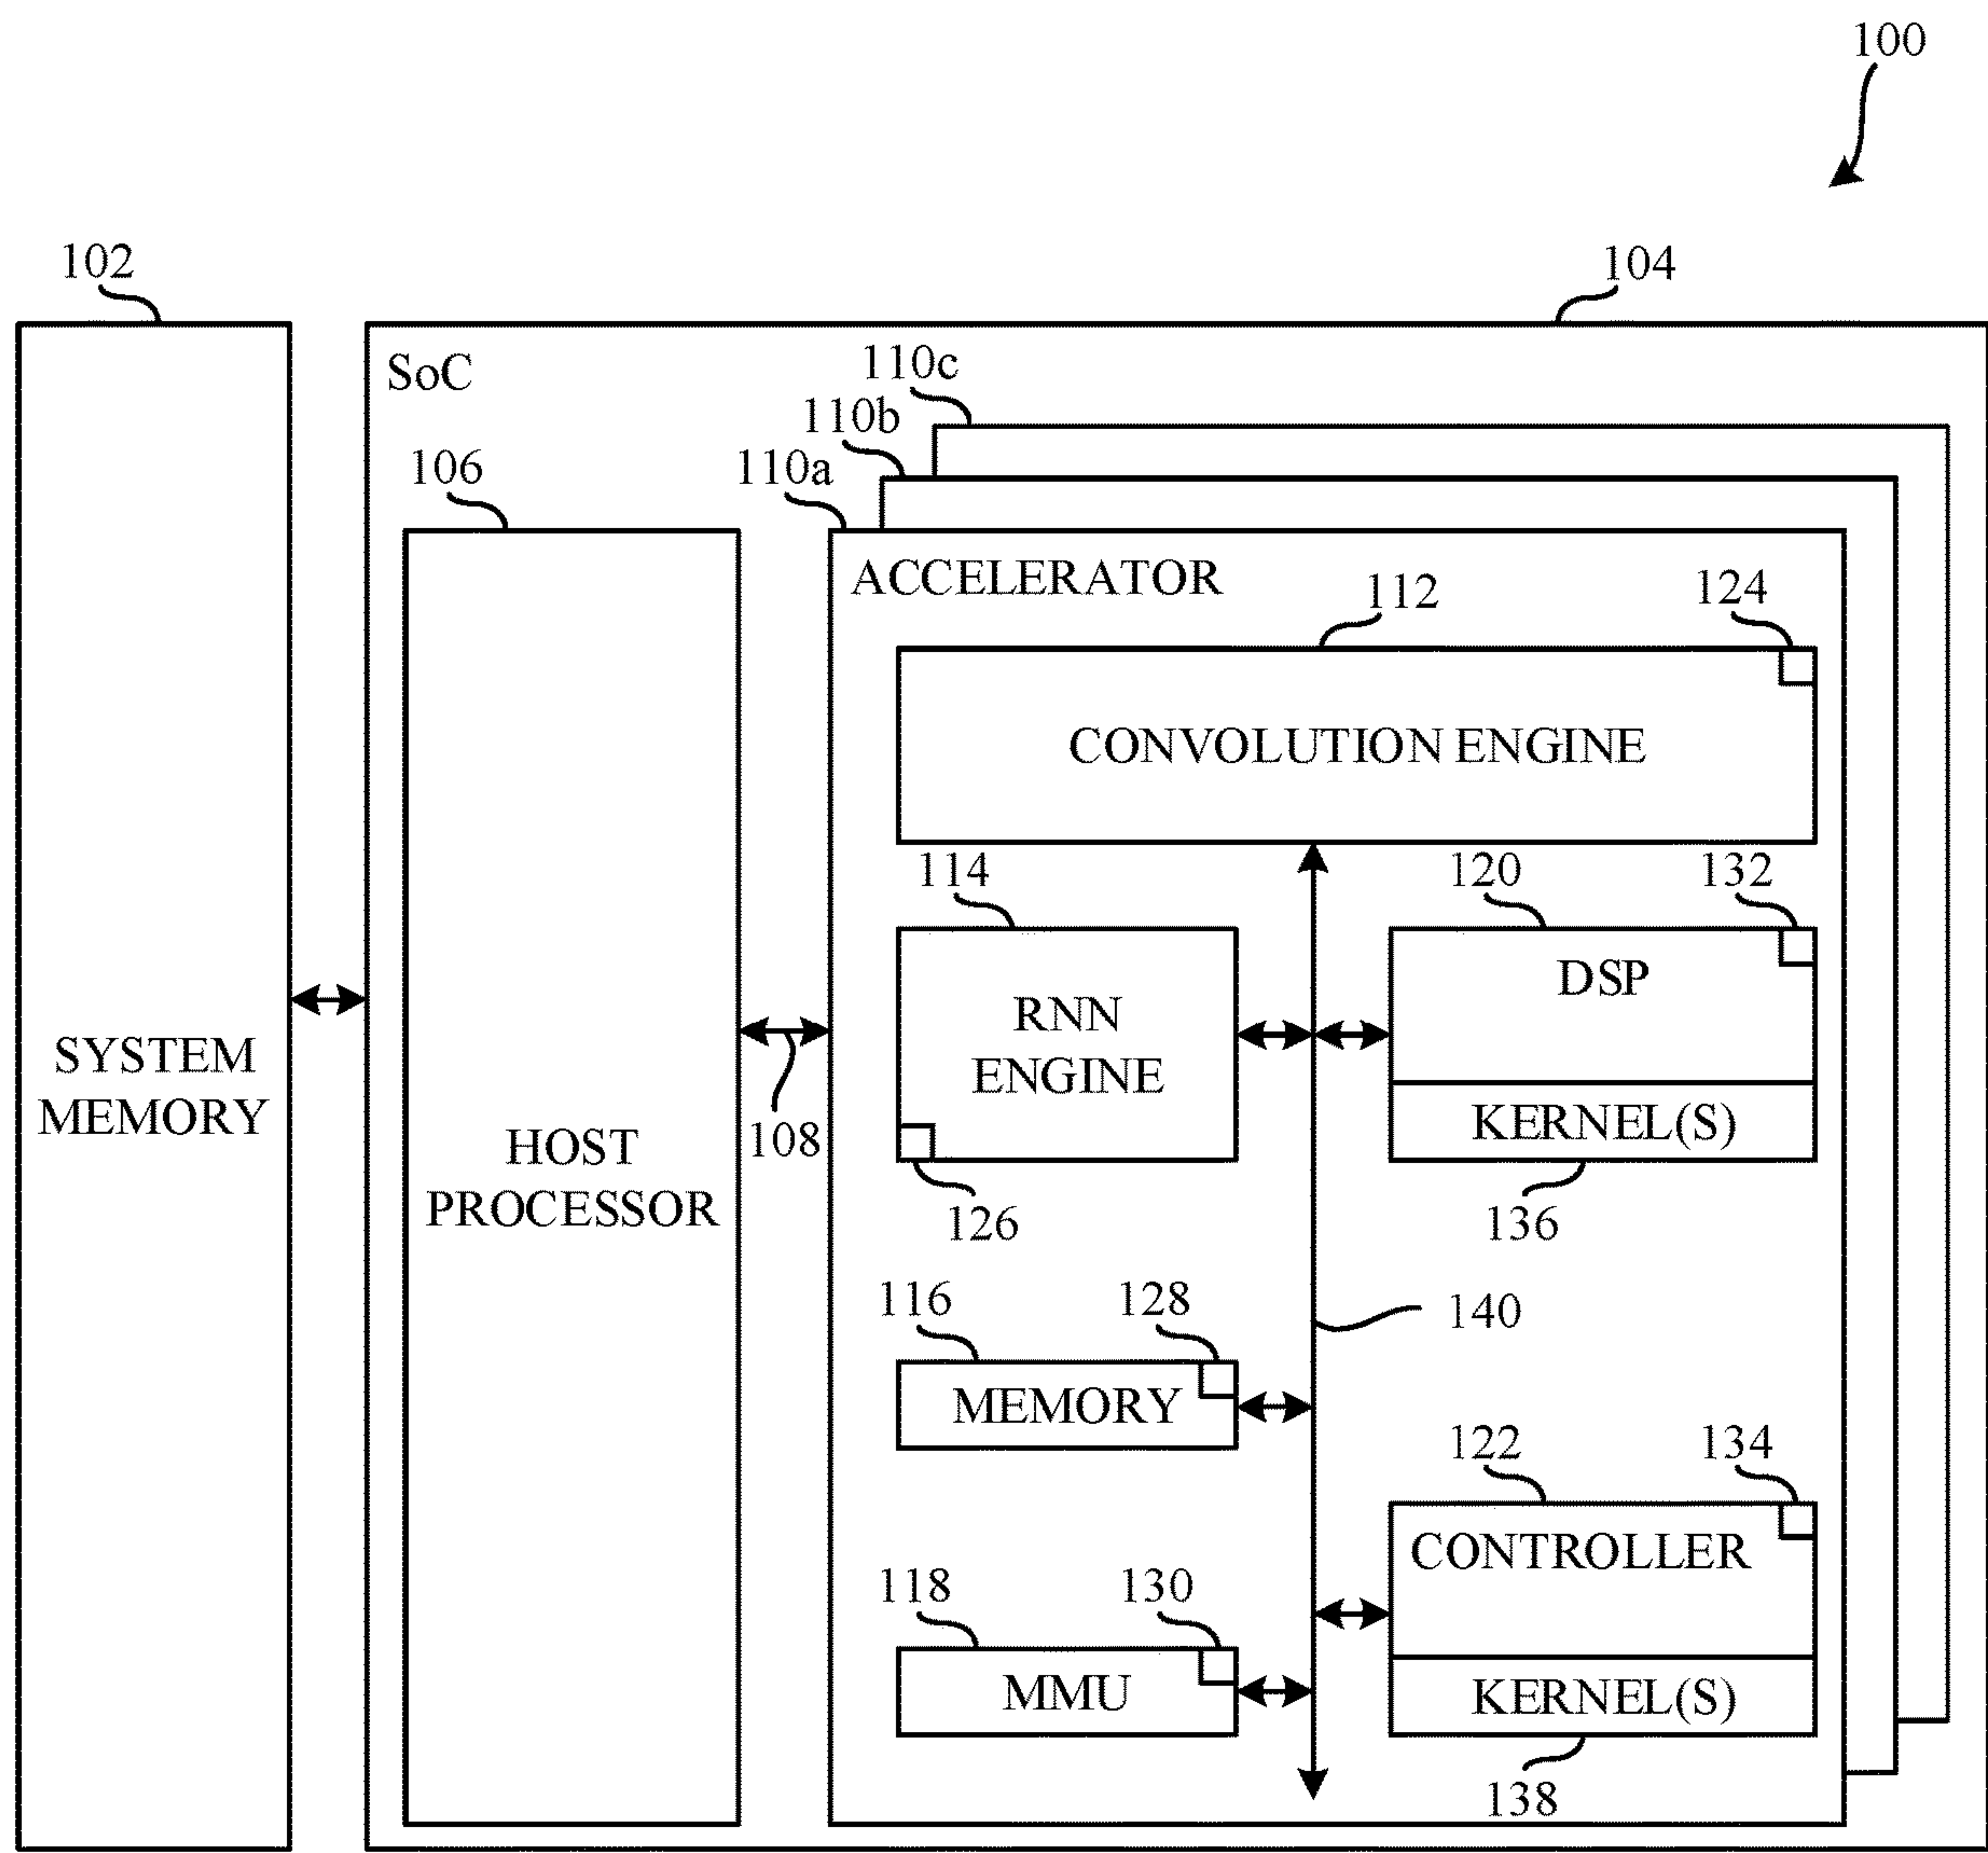 100
102
104
SoC
110c
110b
110a
106
ACCELERATOR
112
124
CONVOLUTION ENGINE
114
120
132
RNN
ENGINE
DSP
KERNEL(S)
126
136
SYSTEM
MEMORY
HOST
PROCESSOR
108
116
128
140
MEMORY
122
134
CONTROLLER
118
130
MMU
KERNEL(S)
138